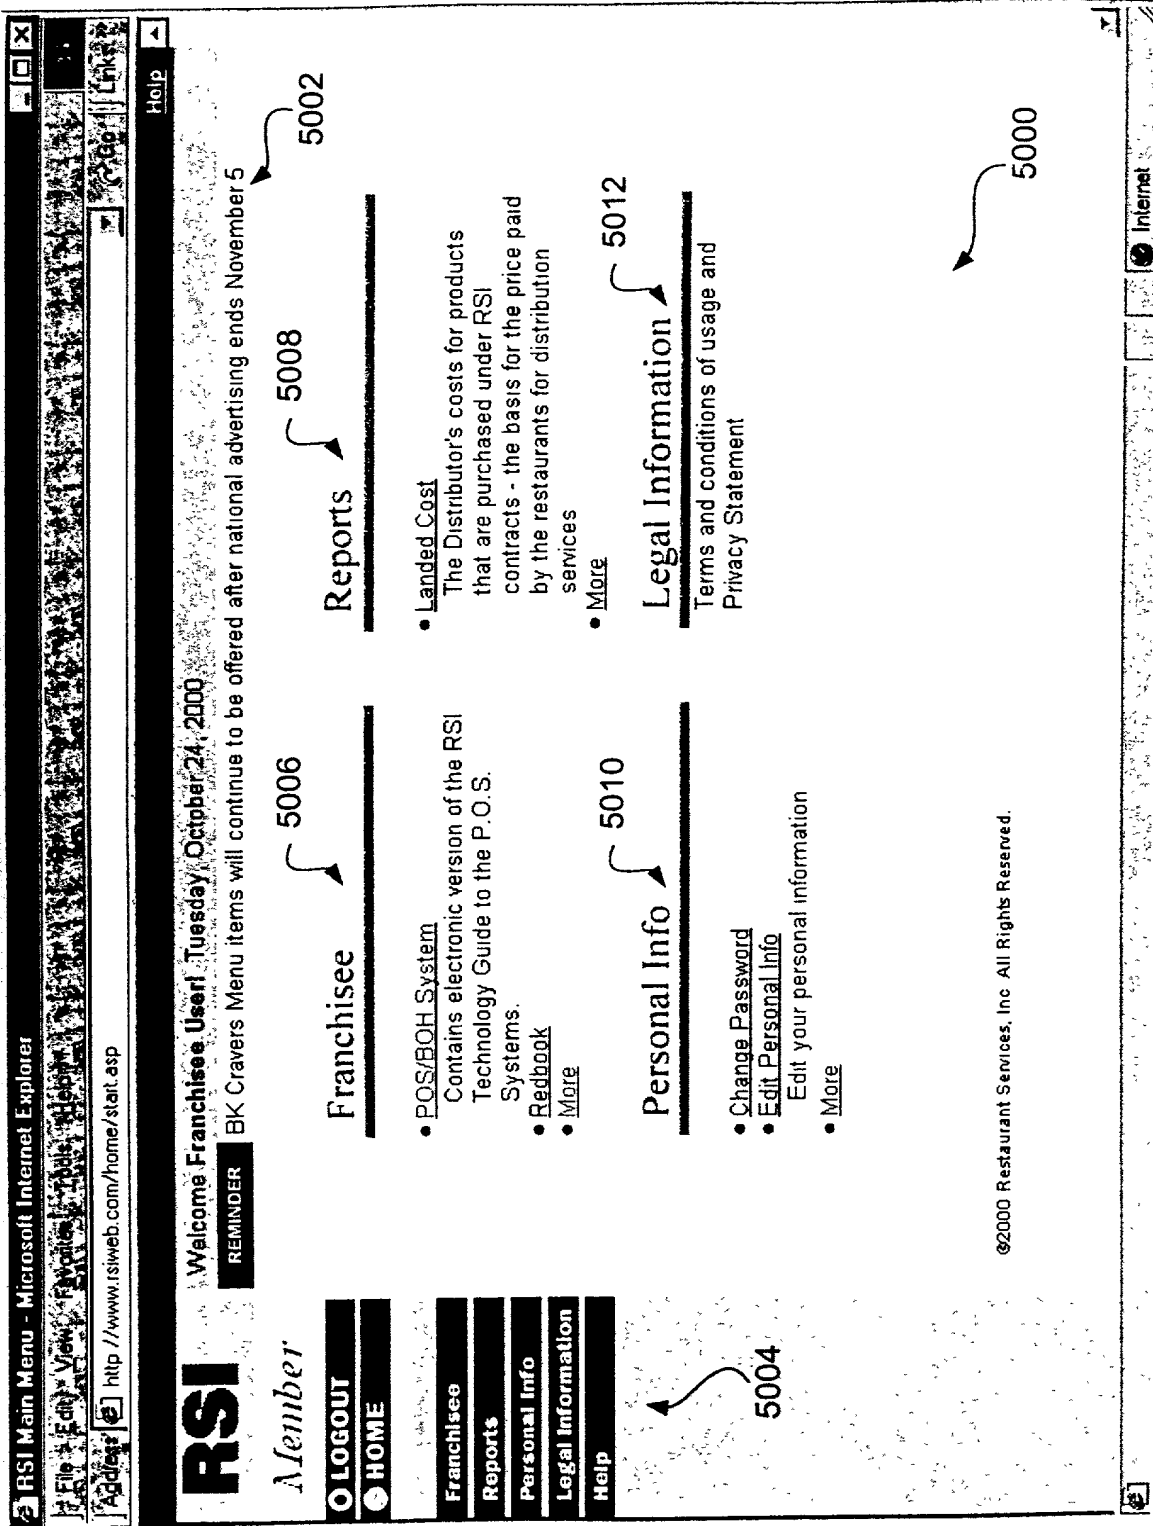 RSI Main Menu - Microsoft Internet Explorer
File Edit View Favorites Tools Help
Address http //www.rsiweb.com/home/start.asp Go Links »
Help
RSI
Welcome Franchisee User! Tuesday, October 24, 2000
REMINDER BK Cravers Menu items will continue to be offered after national advertising ends November 5
5002
Member
LOGOUT
HOME
Franchisee
Reports
Personal Info
Legal Information
Help
5004
5006
Franchisee
• POS/BOH System
Contains electronic version of the RSI
Technology Guide to the P.O.S.
Systems.
• Redbook
• More
5008
Reports
• Landed Cost
The Distributor's costs for products
that are purchased under RSI
contracts - the basis for the price paid
by the restaurants for distribution
services
• More
5010
Personal Info
• Change Password
• Edit Personal Info
Edit your personal information
• More
5012
Legal Information
Terms and conditions of usage and
Privacy Statement
5000
©2000 Restaurant Services, Inc All Rights Reserved.
Internet